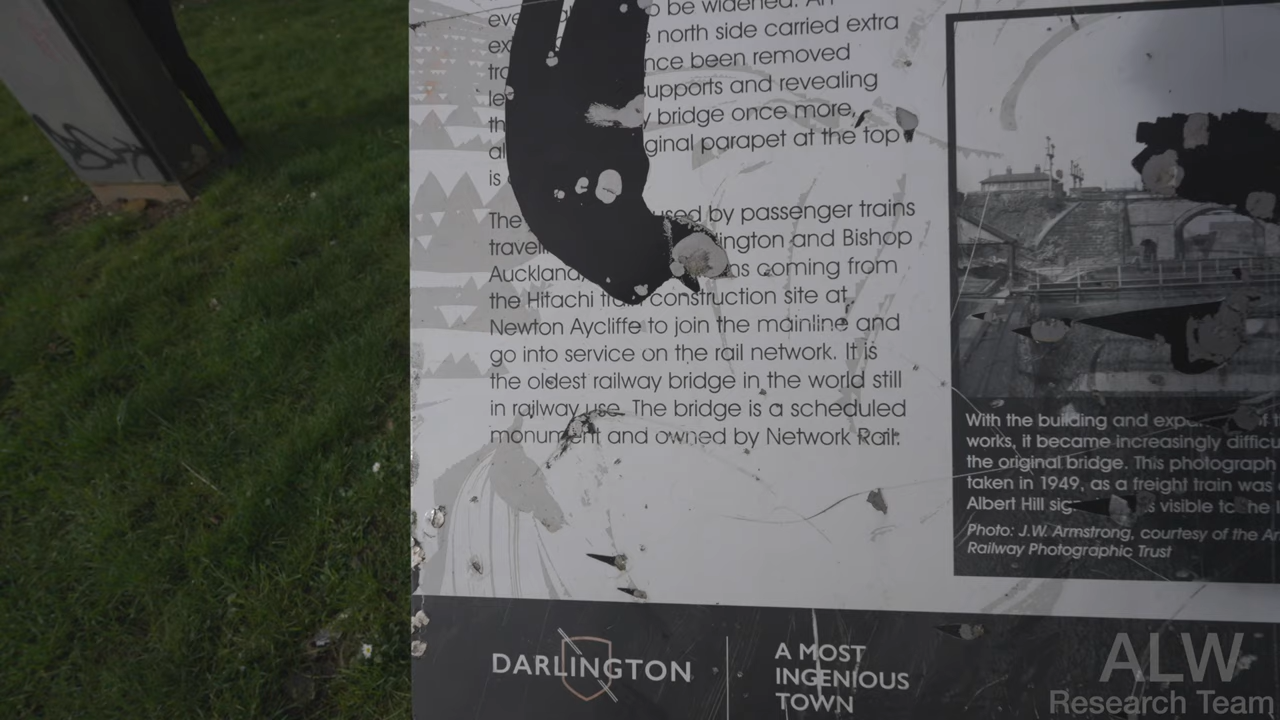 to be widened. An
north side carried extra
nce been removed
supports and revealing
bridge once more,
ginal parapet at the top
is
The used by passenger trains
travel ington and Bishop
Auckland, ns coming from
the Hitachi train construction site at
Newton Aycliffe to join the mainline and
go into service on the rail network. It is
the oldest railway bridge in the world still
in railway use. The bridge is a scheduled
monument and owned by Network Rail.
With the building and exp of
works, it became increasingly difficu
the original bridge. This photograph
taken in 1949, as a freight train was
Albert Hill sig s visible to the
Photo: J.W. Armstrong, courtesy of the Ar
Railway Photographic Trust
DARLINGTON
A MOST
INGENIOUS
TOWN
ALW
Research Team